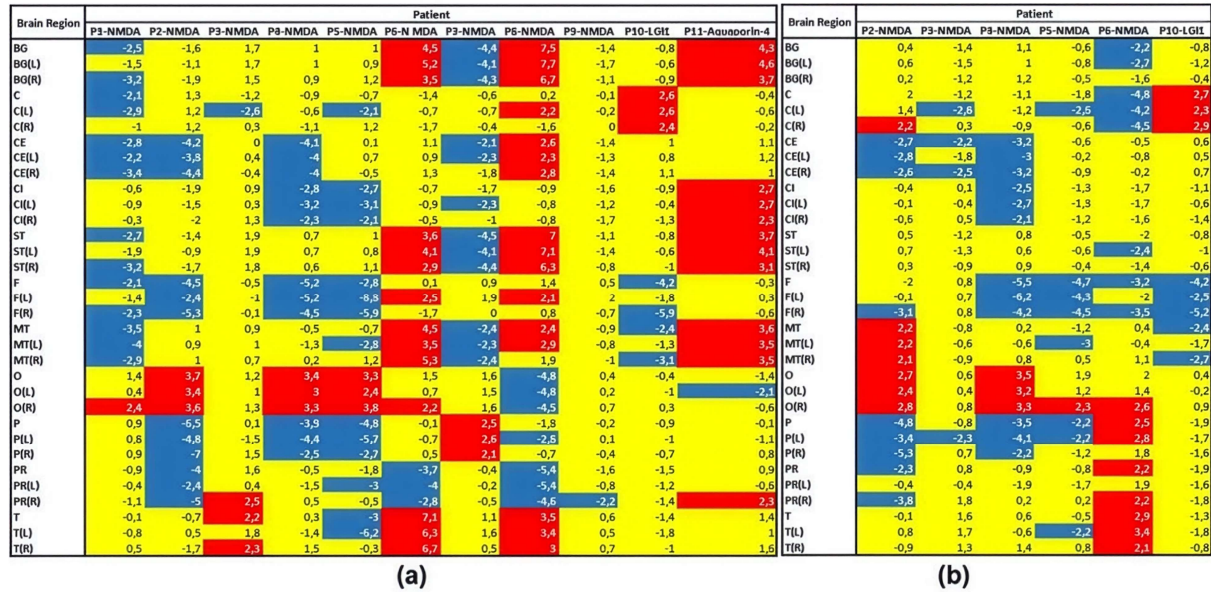 Brain Region Patient
P3-NMDA P2-NMDA P3-NMDA P8-NMDA P5-NMDA P6-N MDA P3-NMDA P6-NMDA P9-NMDA P10-LGI1 P11-Aquaporin-4
BG -2,5 -1,6 1,7 1 1 4,5 -4,4 7,5 -1,4 -0,8 4,3
BG(L) -1,5 -1,1 1,7 0,9 0,7 5,2 -4,1 7,7 -1,7 -0,6 4,6
BG(R) -3,2 -1,9 1,5 0,9 1,2 3,5 -4,3 6,7 -1,1 -0,9 3,7
C -2,1 1,3 -1,2 -0,9 -0,7 -1,4 -0,6 0,2 -0,1 2,6 -0,4
C(L) -2,9 1,2 -2,6 -0,6 -2,1 -0,7 -0,7 2,2 -0,2 2,6 -0,6
C(R) -1 1,2 0,3 -1,1 1,2 -1,7 -0,4 -1,6 0 2,4 -0,2
CE -2,8 -4,2 0 -4,1 0,1 1,1 -2,1 2,6 -1,4 1 1,1
CE(L) -2,2 -3,8 0,4 -4 0,7 0,9 -2,3 2,3 -1,3 0,8 1,2
CE(R) -3,4 -4,4 -0,4 -4 -0,5 1,3 -1,8 2,8 -1,4 1,1 1
CI -0,6 -1,9 0,9 -2,8 -2,7 -0,7 -1,7 -0,9 -1,6 -0,9 2,7
CI(L) -0,9 -1,5 0,3 -3,2 -3,1 -0,9 -2,3 -0,8 -1,2 -0,4 2,7
CI(R) -0,3 -2 1,3 -2,3 -2,1 -0,5 -1 -0,8 -1,7 -1,3 2,3
ST -2,7 -1,4 1,9 0,7 1 3,6 -4,5 7 -1,1 -0,8 3,7
ST(L) -1,9 -0,9 1,9 0,7 0,8 4,1 -4,1 7,1 -1,4 -0,6 4,1
ST(R) -3,2 -1,7 1,8 0,6 1,1 2,9 -4,4 6,3 -0,8 -1 3,1
F -2,1 -4,5 -0,5 -5,2 -2,8 0,1 0,9 1,4 0,5 -4,2 0,3
F(L) -1,4 -2,4 -1 -5,2 -8,8 2,5 1,9 2,1 2 -1,8 0,3
F(R) -2,3 -5,3 -0,1 -4,5 -5,9 -1,7 0 0,8 0,7 -5,9 -0,6
MT -3,5 1 0,9 -0,5 -0,7 4,5 -2,4 2,4 -0,9 -2,4 3,6
MT(L) -4 0,9 1 -1,3 -2,8 3,5 -2,3 2,9 -0,8 -1,3 3,5
MT(R) -2,9 1 0,7 0,2 1,2 5,3 -2,4 1,9 -1 -3,1 3,5
O 1,4 3,7 1,2 3,4 3,3 1,5 1,6 -4,8 0,4 -0,4 -1,4
O(L) 0,4 3,4 1 3 2,4 0,7 1,5 -4,8 0,2 -1 -2,1
O(R) 2,4 3,6 1,3 3,3 3,8 2,2 1,6 -4,5 0,7 0,3 -0,6
P 0,9 -6,5 0,1 -3,9 -4,8 -0,1 2,5 -1,8 -0,2 -0,9 -0,1
P(L) 0,8 -4,8 -1,5 -4,4 -5,7 -0,7 2,6 -2,8 0,1 -1 -1,1
P(R) 0,9 -7 1,5 -2,5 -2,7 0,5 2,1 -0,7 -0,4 -0,7 0,8
PR -0,9 -4 1,6 -0,5 -1,8 -3,7 -0,4 -5,4 -1,6 -1,5 0,9
PR(L) -0,4 -2,4 0,4 -1,5 -3 -4 -0,2 -5,4 -0,8 -1,2 -0,6
PR(R) -1,1 -5 2,5 0,5 -0,5 -2,8 -0,5 -4,6 -2,2 -1,4 2,3
T -0,1 -0,7 2,2 0,3 -3 7,1 1,1 3,5 0,6 -1,4 1,4
T(L) -0,8 0,5 1,8 -1,4 -6,2 6,3 1,6 3,4 0,5 -1,8 1
T(R) 0,5 -1,7 2,3 1,5 -0,3 6,7 0,5 3 0,7 -1 1,6
(a)
Brain Region Patient
P2-NMDA P3-NMDA P3-NMDA P5-NMDA P6-NMDA P10-LGI1
BG 0,4 -1,4 1,1 -0,6 -2,2 -0,8
BG(L) 0,6 -1,5 1 -0,8 -2,7 -1,2
BG(R) 0,2 -1,2 1,2 -0,5 -1,6 -0,4
C 2 -1,2 -1,1 -1,8 -4,8 2,7
C(L) 1,4 -2,8 -1,2 -2,5 -4,2 2,3
C(R) 2,2 0,3 -0,9 -0,6 -4,5 2,9
CE -2,7 -2,2 -3,2 -0,6 -0,5 0,6
CE(L) -2,8 -1,8 -3 -0,2 -0,8 0,5
CE(R) -2,6 -2,5 -3,2 -0,9 -0,2 0,7
CI -0,4 0,1 -2,5 -1,3 -1,7 -1,1
CI(L) -0,1 -0,4 -2,7 -1,3 -1,7 -0,6
CI(R) -0,6 0,5 -2,1 -1,2 -1,6 -1,4
ST 0,5 -1,2 0,8 -0,5 -2 -0,8
ST(L) 0,7 -1,3 0,6 -0,6 -2,4 -1
ST(R) 0,3 -0,9 0,9 -0,4 -1,4 -0,6
F -2 0,8 -5,5 -4,7 -3,2 -4,2
F(L) -0,1 0,7 -6,2 -4,3 -2 -2,5
F(R) -3,1 0,8 -4,2 -4,5 -3,5 -5,2
MT 2,2 -0,8 0,2 -1,2 0,4 -2,4
MT(L) 2,2 -0,6 -0,6 -3 -0,4 -1,7
MT(R) 2,1 -0,9 0,8 0,5 1,1 -2,7
O 2,7 0,6 3,5 1,9 2 0,4
O(L) 2,4 0,4 3,2 1,2 1,4 -0,2
O(R) 2,8 0,8 3,3 2,3 2,6 0,9
P -4,8 -0,8 -3,5 -2,2 2,5 -1,9
P(L) -3,4 -2,3 -4,1 -2,2 2,8 -1,7
P(R) -5,3 0,7 -2,2 -1,2 1,8 -1,6
PR -2,3 0,8 -0,9 -0,8 2,2 -1,9
PR(L) -0,4 -0,4 -1,9 -1,7 1,9 -1,6
PR(R) -3,8 1,8 0,2 0,2 2,2 -1,8
T -0,1 1,6 0,6 -0,5 2,9 -1,3
T(L) 0,8 1,7 -0,6 -2,2 3,4 -1,8
T(R) -0,9 1,3 1,4 0,8 2,1 -0,8
(b)